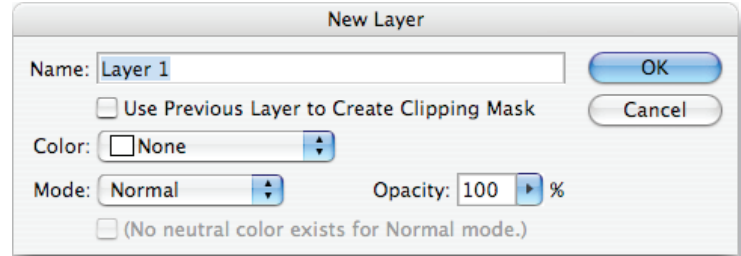 New Layer
Name: Layer 1 OK
Use Previous Layer to Create Clipping Mask Cancel
Color: None
Mode: Normal Opacity: 100 %
(No neutral color exists for Normal mode.)